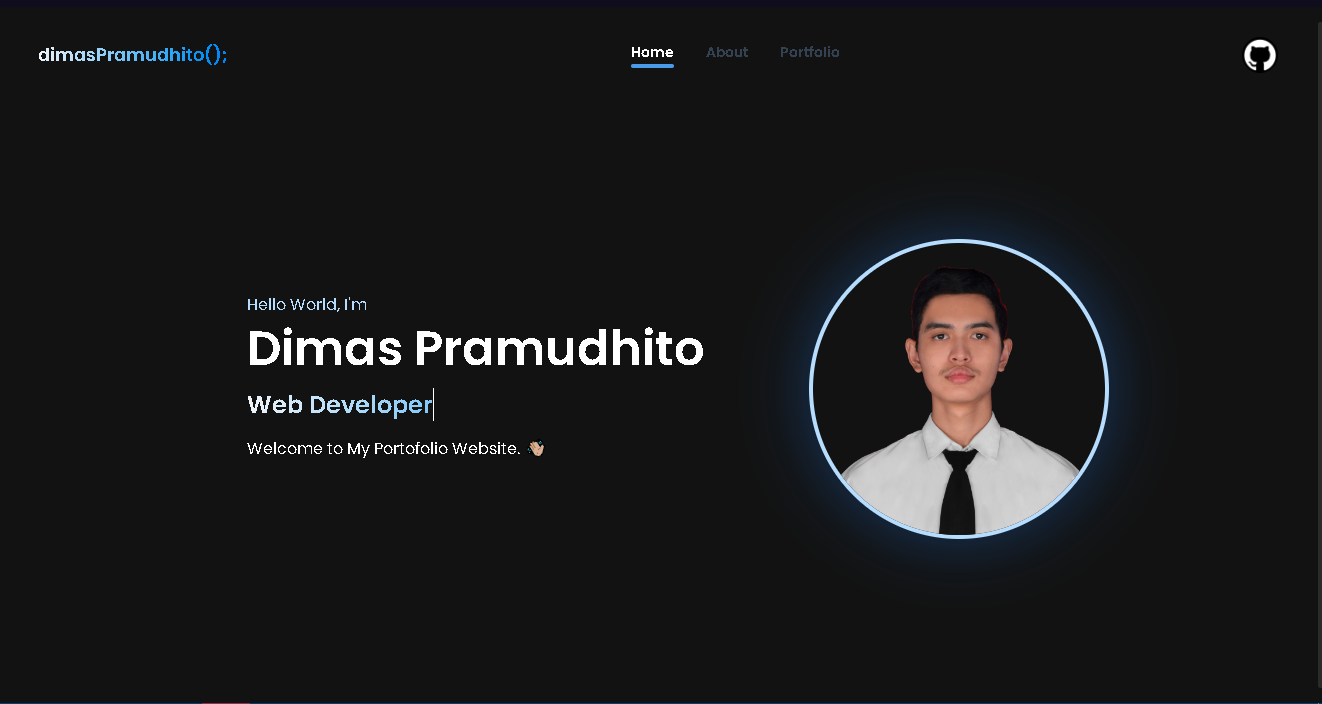 dimasPramudhito();
Home About Portfolio
Hello World, I'm
Dimas Pramudhito
Web Developer
Welcome to My Portofolio Website. 👋🏼